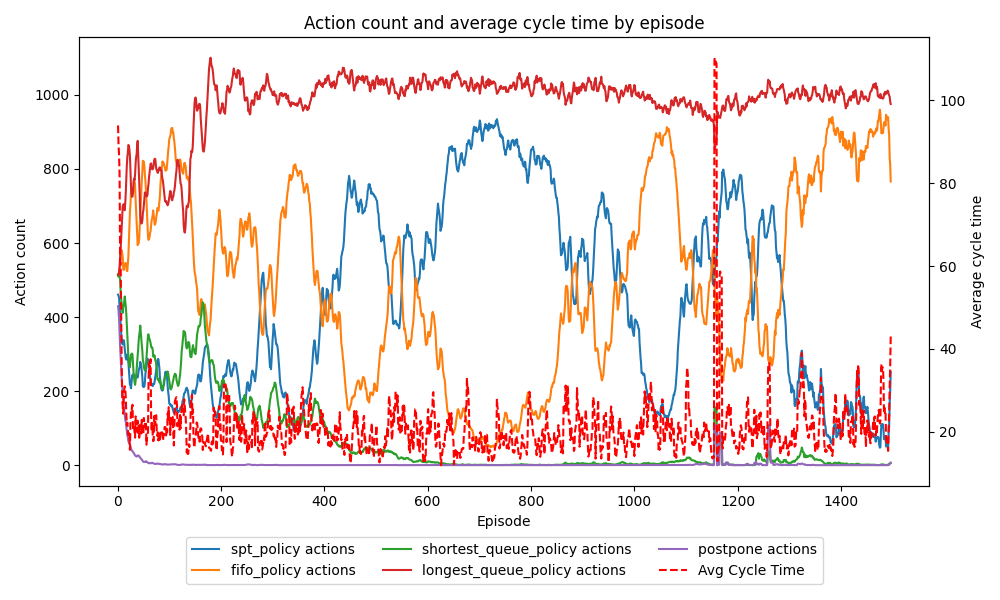 Action count and average cycle time by episode
Action count
1000
800
600
400
200
0
100
80
60
40
20
Average cycle time
0 200 400 600 800 1000 1200 1400
Episode
spt_policy actions shortest_queue_policy actions postpone actions
fifo_policy actions longest_queue_policy actions Avg Cycle Time